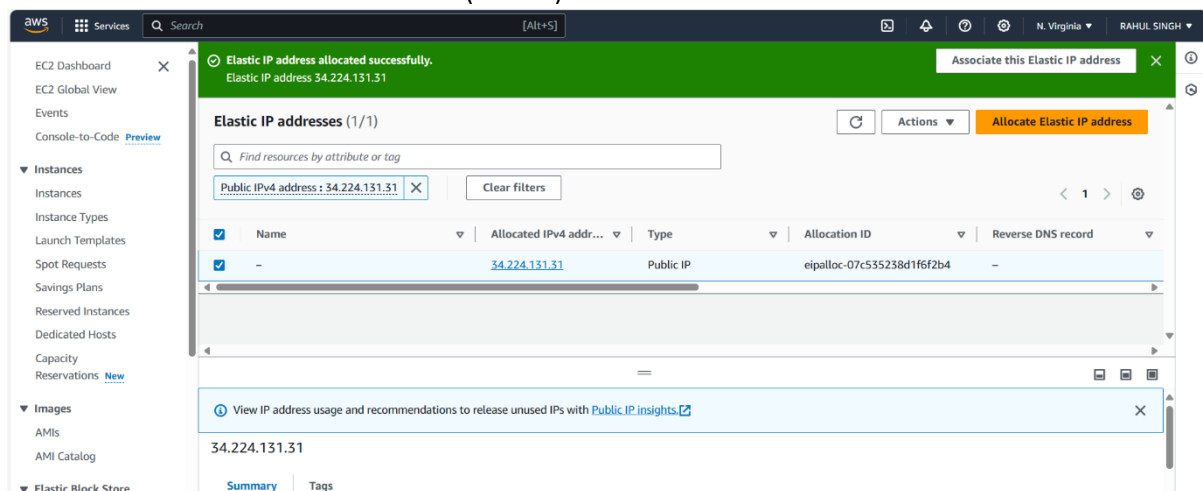 aws Services Search [Alt+S] N. Virginia ▼ RAHUL SINGH ▼
EC2 Dashboard
EC2 Global View
Events
Console-to-Code Preview
▼ Instances
Instances
Instance Types
Launch Templates
Spot Requests
Savings Plans
Reserved Instances
Dedicated Hosts
Capacity
Reservations New
▼ Images
AMIs
AMI Catalog
▼ Elastic Block Store
Elastic IP address allocated successfully.
Elastic IP address 34.224.131.31
Associate this Elastic IP address
Elastic IP addresses (1/1)
Actions ▼
Allocate Elastic IP address
Find resources by attribute or tag
Public IPv4 address : 34.224.131.31
Clear filters
< 1 >
Name Allocated IPv4 addr... Type Allocation ID Reverse DNS record
– 34.224.131.31 Public IP eipalloc-07c535238d1f6f2b4 –
View IP address usage and recommendations to release unused IPs with Public IP insights.
34.224.131.31
Summary Tags